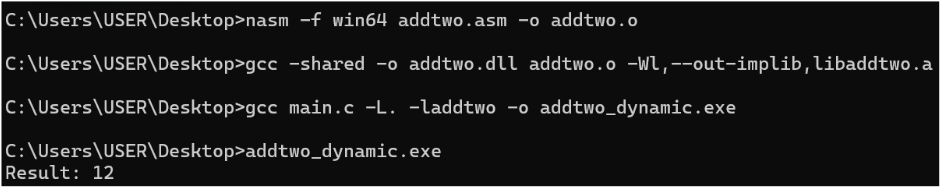 C:\Users\USER\Desktop>nasm -f win64 addtwo.asm -o addtwo.o
C:\Users\USER\Desktop>gcc -shared -o addtwo.dll addtwo.o -Wl,--out-implib,libaddtwo.a
C:\Users\USER\Desktop>gcc main.c -L. -laddtwo -o addtwo_dynamic.exe
C:\Users\USER\Desktop>addtwo_dynamic.exe
Result: 12